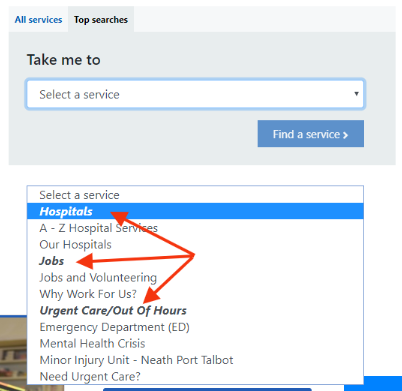 All services Top searches
Take me to
Select a service
Find a service
Select a service
Hospitals
A - Z Hospital Services
Our Hospitals
Jobs
Jobs and Volunteering
Why Work For Us?
Urgent Care/Out Of Hours
Emergency Department (ED)
Mental Health Crisis
Minor Injury Unit - Neath Port Talbot
Need Urgent Care?